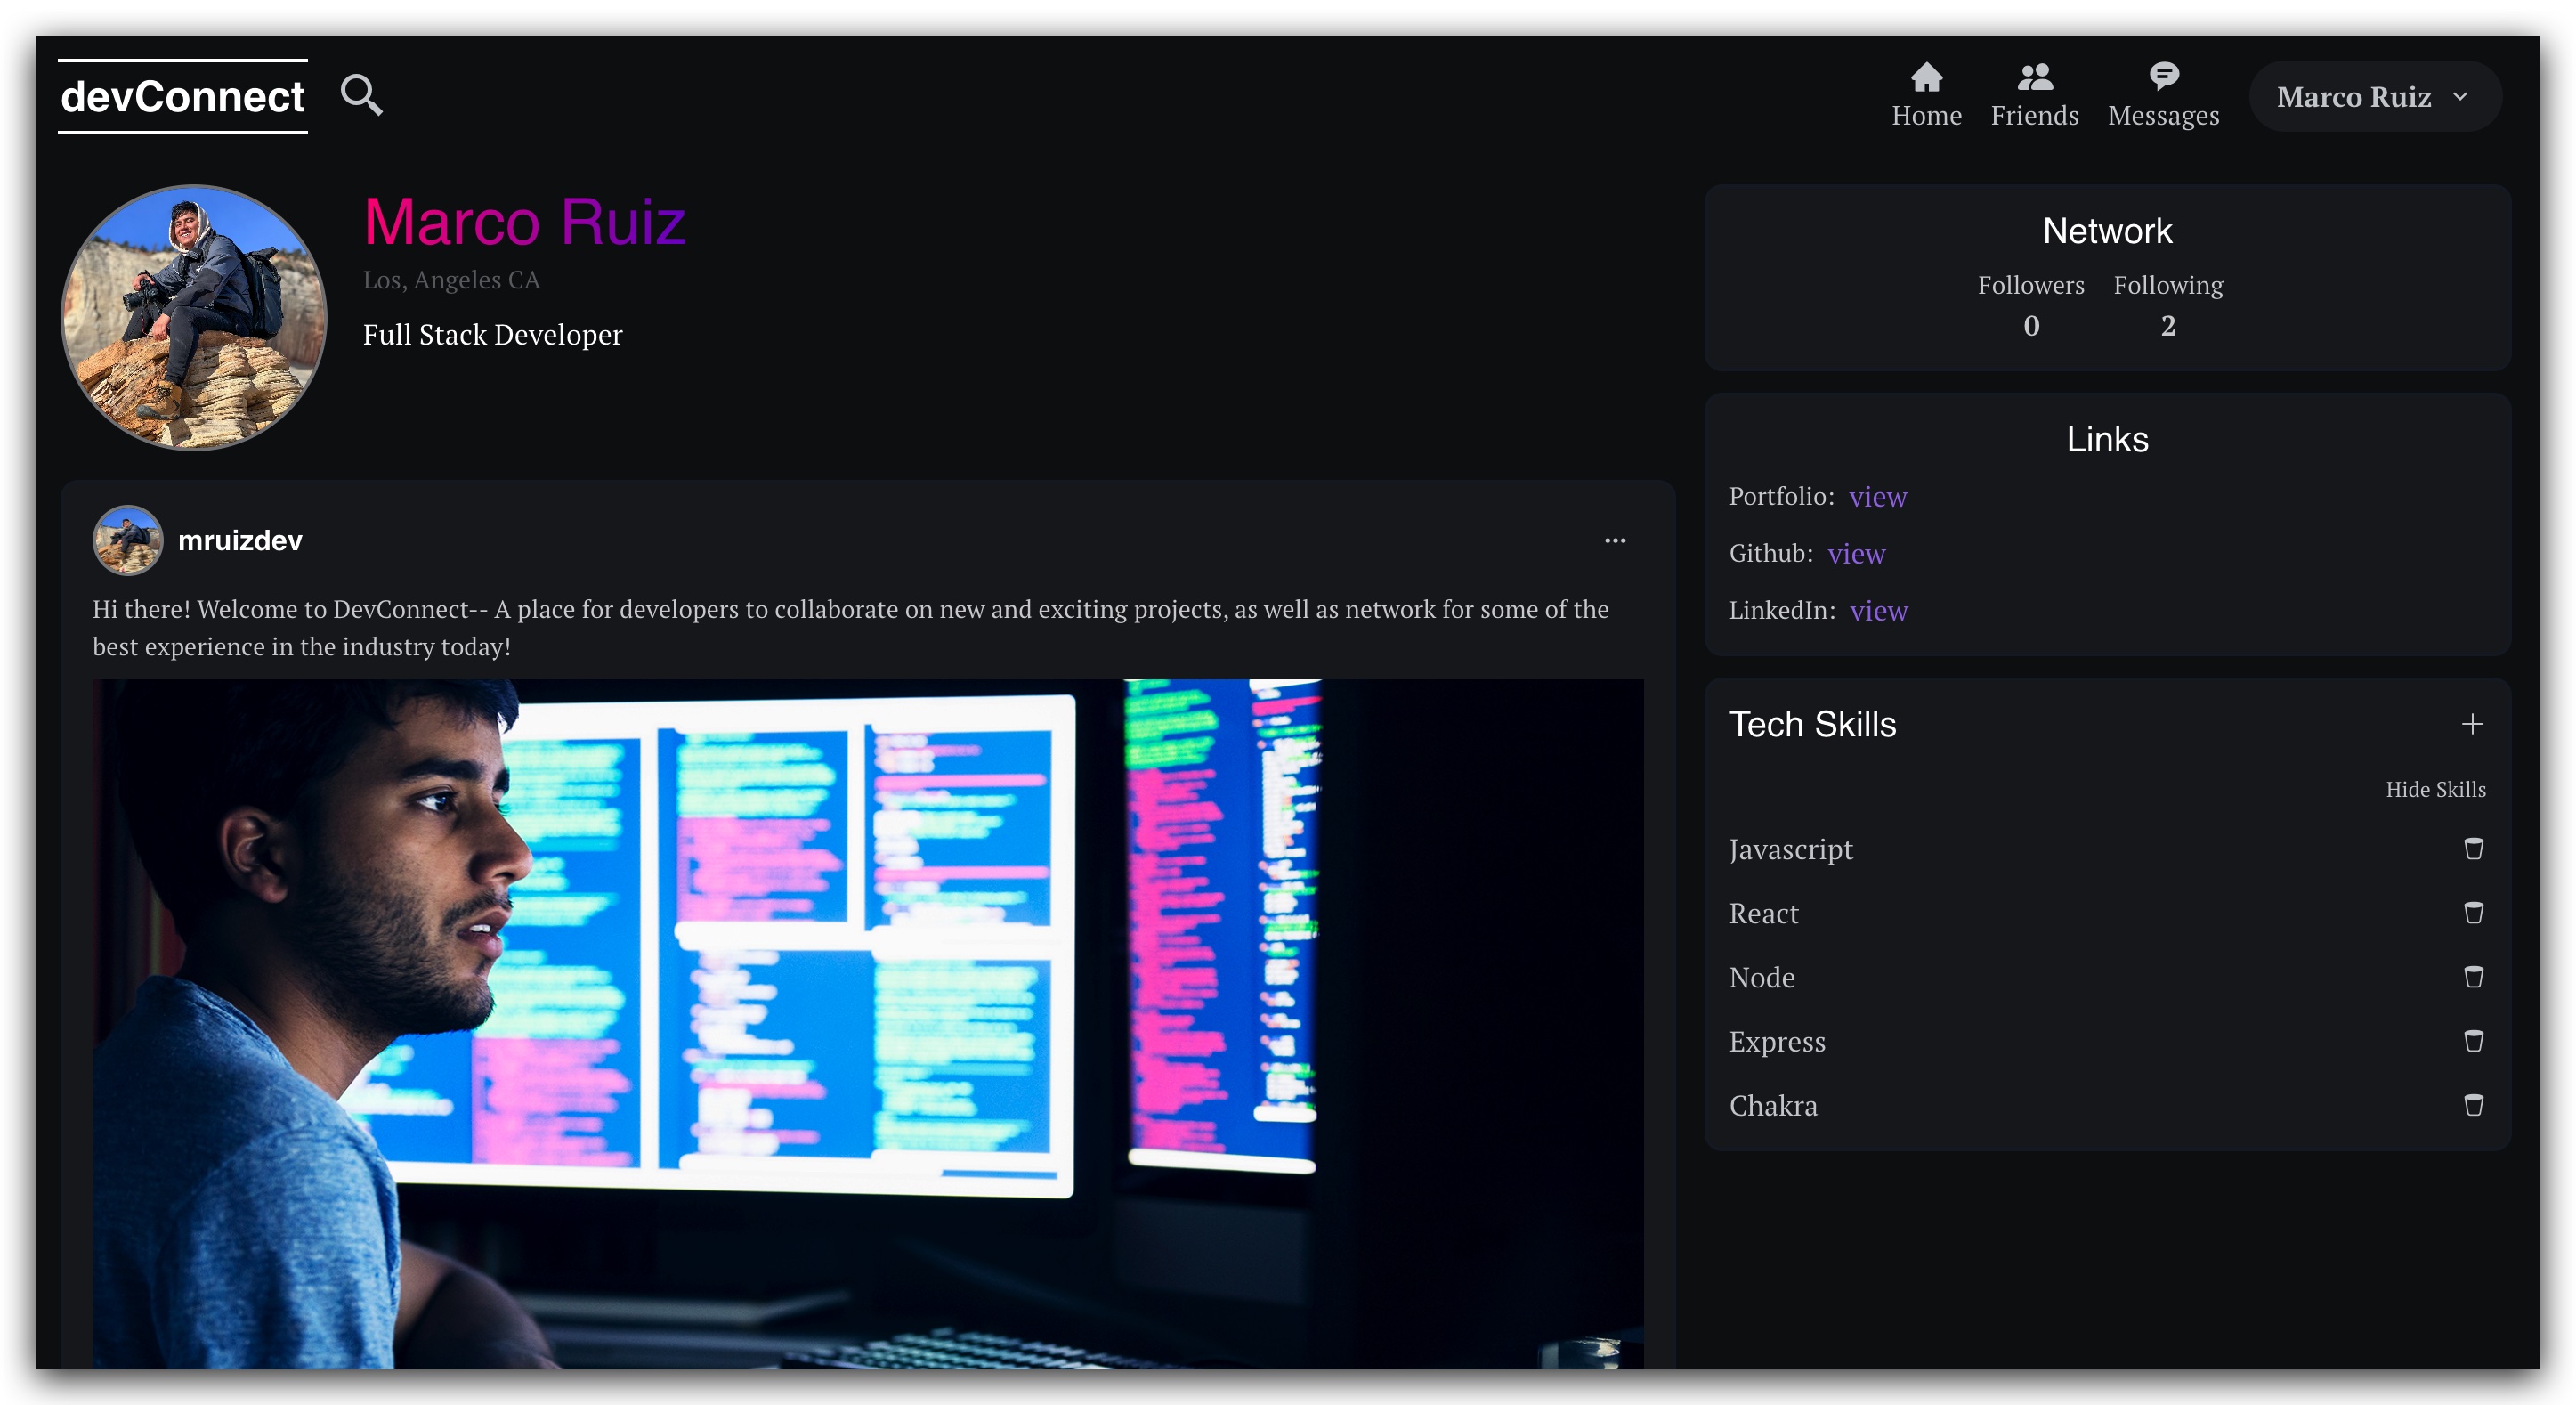 devConnect
Home
Friends
Messages
Marco Ruiz
Marco Ruiz
Los, Angeles CA
Full Stack Developer
mruizdev
Hi there! Welcome to DevConnect-- A place for developers to collaborate on new and exciting projects, as well as network for some of the
best experience in the industry today!
Network
Followers Following
0 2
Links
Portfolio: view
Github: view
LinkedIn: view
Tech Skills
Hide Skills
Javascript
React
Node
Express
Chakra